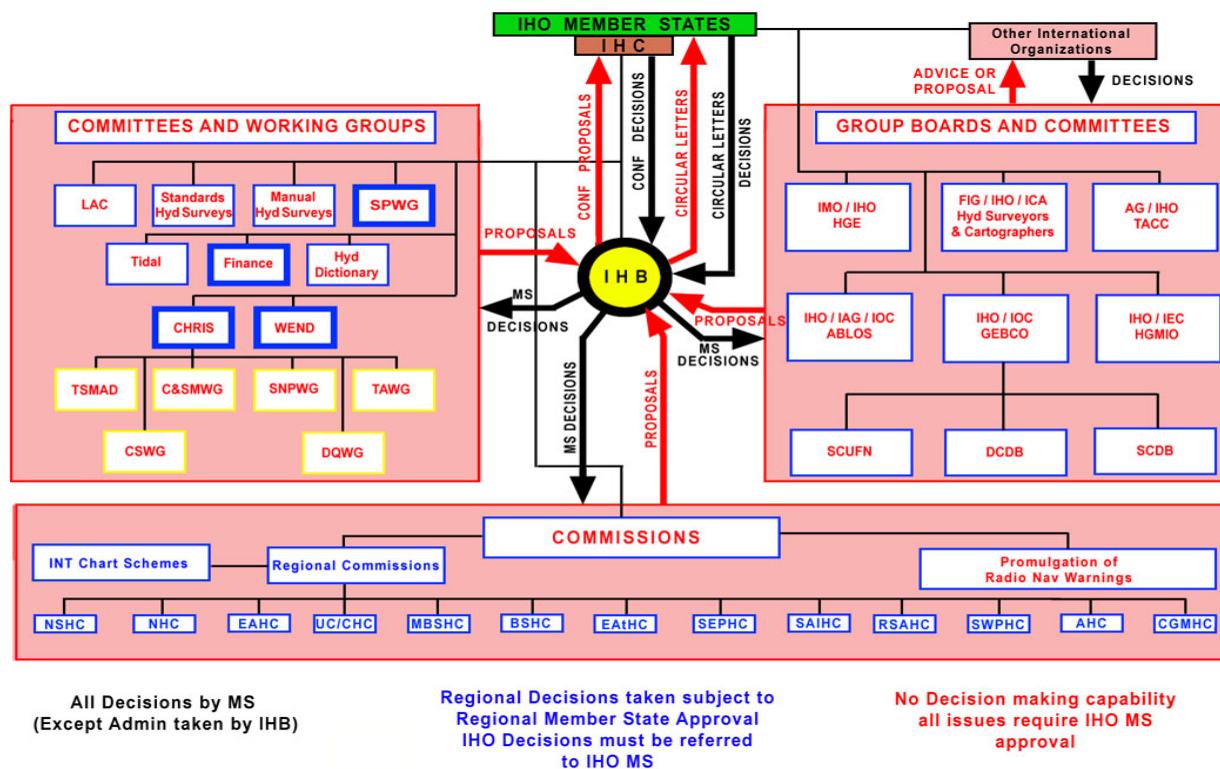 IHO MEMBER STATES
IHC
Other International
Organizations
ADVICE OR
PROPOSAL
DECISIONS
CONF PROPOSALS
CONF DECISIONS
CIRCULAR LETTERS
CIRCULAR LETTERS
DECISIONS
COMMITTEES AND WORKING GROUPS
LAC
Standards
Hyd Surveys
Manual
Hyd Surveys
SPWG
Tidal
Finance
Hyd
Dictionary
CHRIS
WEND
TSMAD
C&SMWG
SNPWG
TAWG
CSWG
DQWG
PROPOSALS
IHB
MS
DECISIONS
PROPOSALS
MS
DECISIONS
MS DECISIONS
PROPOSALS
GROUP BOARDS AND COMMITTEES
IMO / IHO
HGE
FIG / IHO / ICA
Hyd Surveyors
& Cartographers
AG / IHO
TACC
IHO / IAG / IOC
ABLOS
IHO / IOC
GEBCO
IHO / IEC
HGMIO
SCUFN
DCDB
SCDB
COMMISSIONS
INT Chart Schemes
Regional Commissions
Promulgation of
Radio Nav Warnings
NSHC
NHC
EAHC
UC/CHC
MBSHC
BSHC
EAtHC
SEPHC
SAIHC
RSAHC
SWPHC
AHC
CGMHC
All Decisions by MS
(Except Admin taken by IHB)
Regional Decisions taken subject to
Regional Member State Approval
IHO Decisions must be referred
to IHO MS
No Decision making capability
all issues require IHO MS
approval